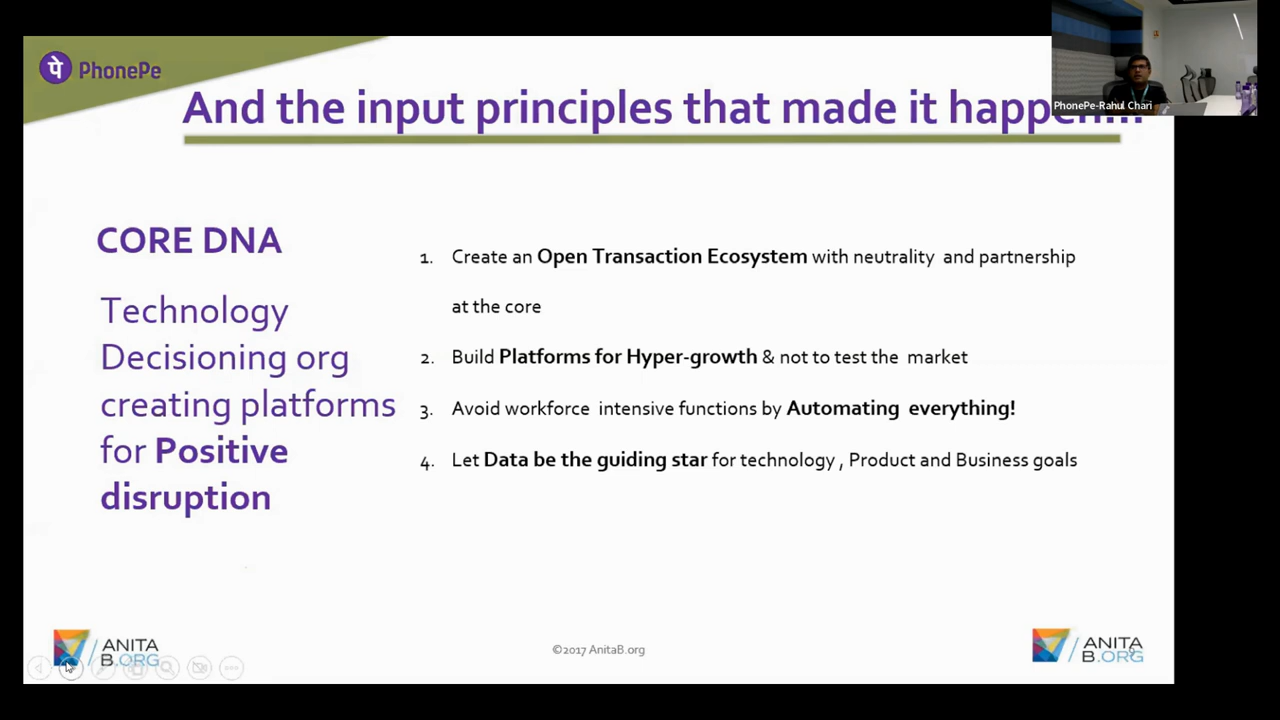 पे PhonePe
And the input principles that made it happen...
PhonePe-Rahul Chari
CORE DNA
Technology
Decisioning org
creating platforms
for Positive
disruption
1. Create an Open Transaction Ecosystem with neutrality and partnership
at the core
2. Build Platforms for Hyper-growth & not to test the market
3. Avoid workforce intensive functions by Automating everything!
4. Let Data be the guiding star for technology , Product and Business goals
ANITA
B.ORG
©2017 AnitaB.org
ANITA
B.ORG
9